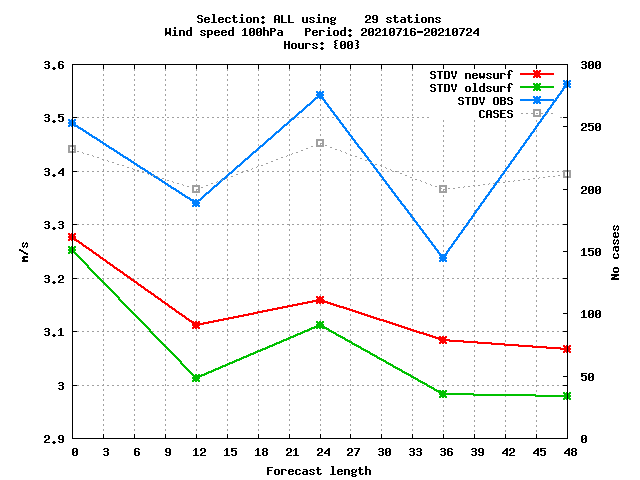 Selection: ALL using    29 stations
Wind speed 100hPa   Period: 20210716-20210724
Hours: {00}
STDV newsurf
STDV oldsurf
STDV OBS
CASES
3.6
3.5
3.4
3.3
3.2
3.1
3
2.9
m/s
300
250
200
150
100
50
0
No cases
0 3 6 9 12 15 18 21 24 27 30 33 36 39 42 45 48
Forecast length